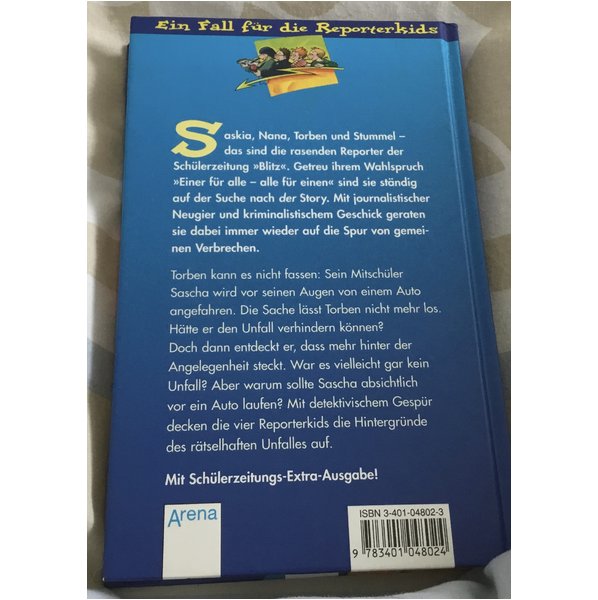 Ein Fall für die Reporterkids
Saskia, Nana, Torben und Stummel –
das sind die rasenden Reporter der
Schülerzeitung »Blitz«. Getreu ihrem Wahlspruch
»Einer für alle – alle für einen« sind sie ständig
auf der Suche nach der Story. Mit journalistischer
Neugier und kriminalistischem Geschick geraten
sie dabei immer wieder auf die Spur von gemei-
nen Verbrechen.
Torben kann es nicht fassen: Sein Mitschüler
Sascha wird vor seinen Augen von einem Auto
angefahren. Die Sache lässt Torben nicht mehr los.
Hätte er den Unfall verhindern können?
Doch dann entdeckt er, dass mehr hinter der
Angelegenheit steckt. War es vielleicht gar kein
Unfall? Aber warum sollte Sascha absichtlich
vor ein Auto laufen? Mit detektivischem Gespür
decken die vier Reporterkids die Hintergründe
des rätselhaften Unfalles auf.
Mit Schülerzeitungs-Extra-Ausgabe!
Arena
ISBN 3-401-04802-3
9 783401 048024